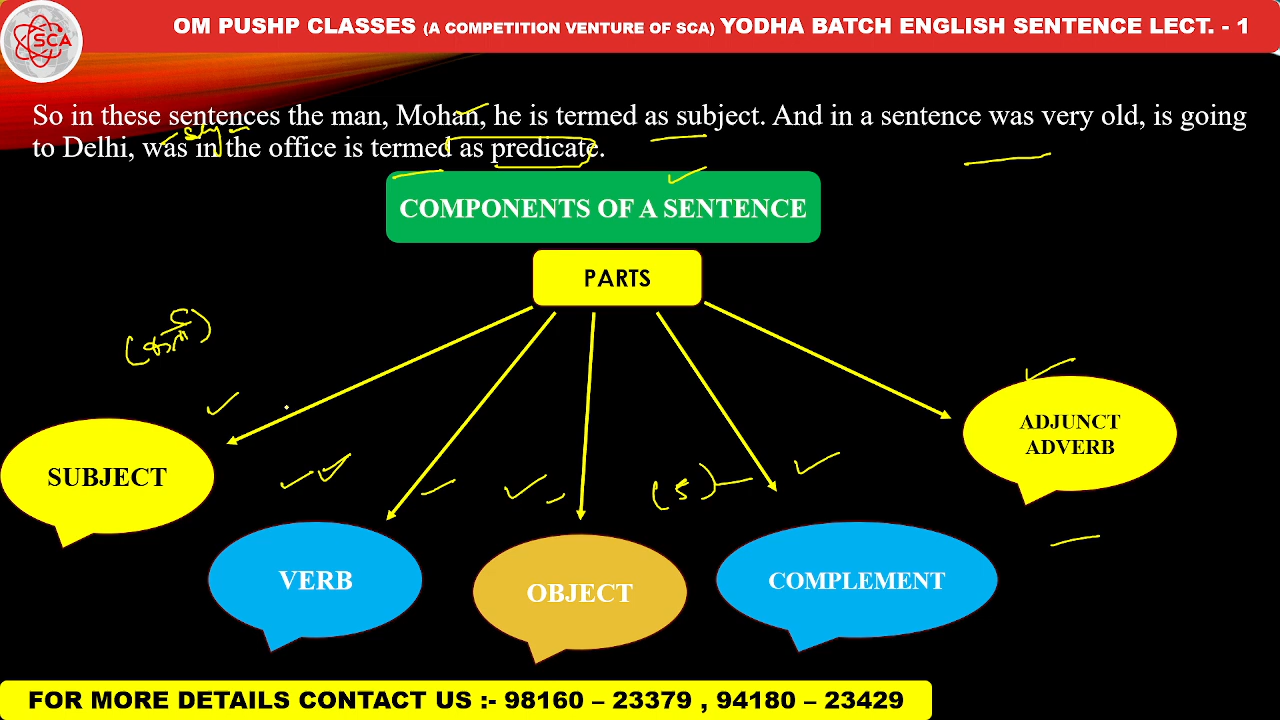 OM PUSHP CLASSES (A COMPETITION VENTURE OF SCA) YODHA BATCH ENGLISH SENTENCE LECT. - 1
SCA
So in these sentences the man, Mohan, he is termed as subject. And in a sentence was very old, is going
to Delhi, was in the office is termed as predicate.
COMPONENTS OF A SENTENCE
PARTS
(कर्ता)
ADJUNCT
ADVERB
SUBJECT
(5)
VERB
OBJECT
COMPLEMENT
FOR MORE DETAILS CONTACT US :- 98160 – 23379 , 94180 – 23429